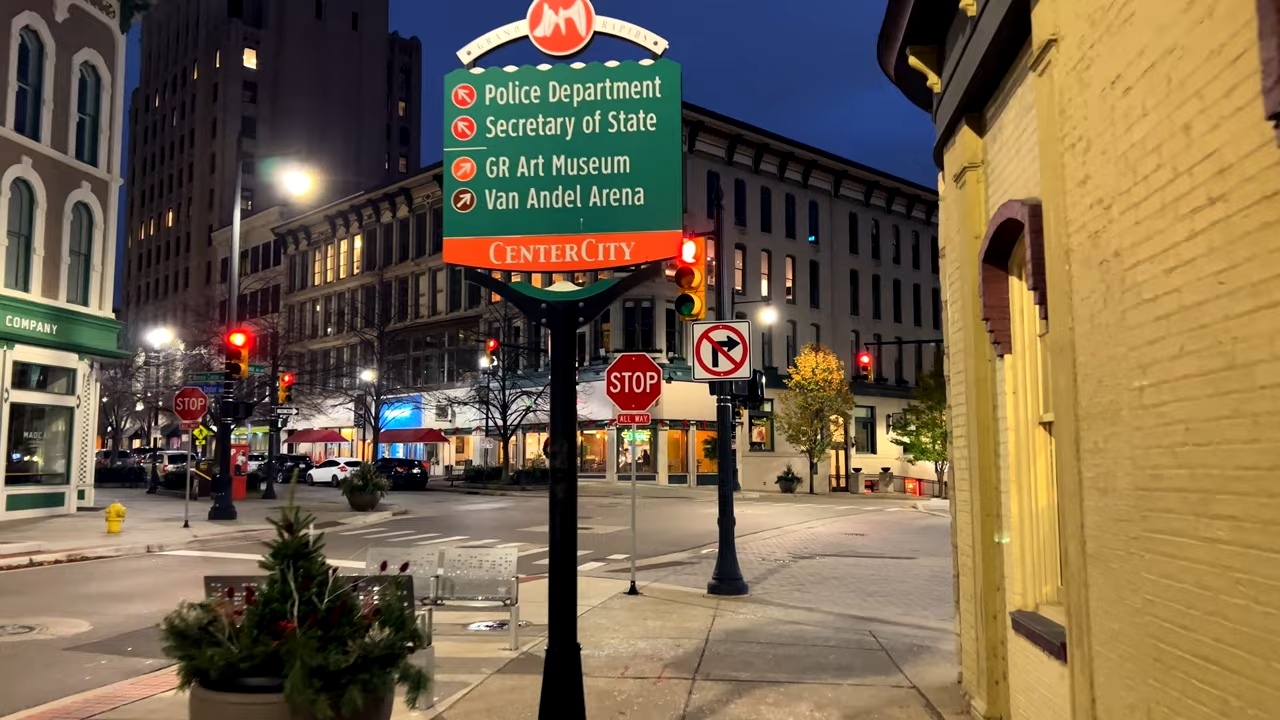 GRAND RAPIDS
Police Department
Secretary of State
GR Art Museum
Van Andel Arena
CENTERCITY
COMPANY
STOP
ALL WAY
STOP